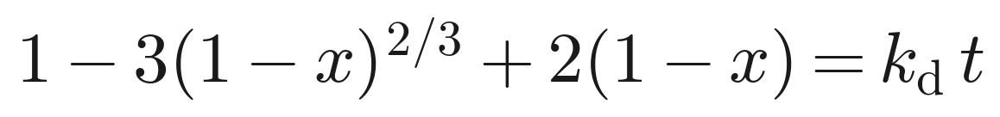 1 − 3(1 − x)^{2/3} + 2(1 − x) = k_d t